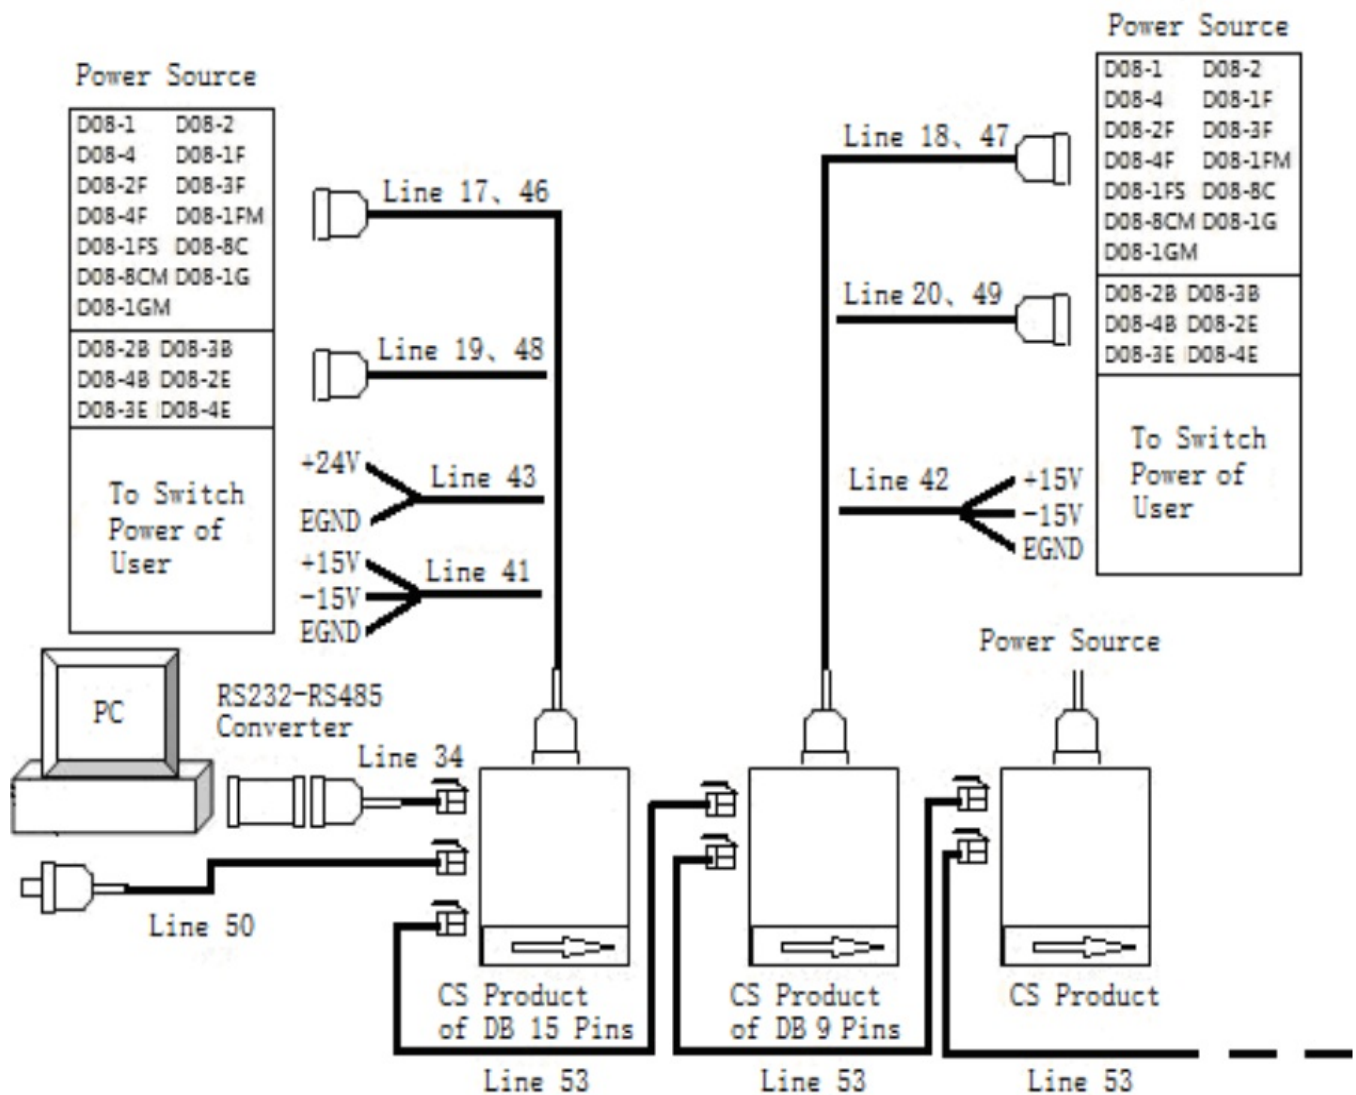 Power Source
D08-1 D08-2
D08-4 D08-1F
D08-2F D08-3F
D08-4F D08-1FM
D08-1FS D08-8C
D08-8CM D08-1G
D08-1GM
D08-2B D08-3B
D08-4B D08-2E
D08-3E D08-4E
To Switch
Power of
User
Line 17、46
Line 19、48
+24V
EGND
Line 43
+15V
-15V
EGND
Line 41
Power Source
D08-1 D08-2
D08-4 D08-1F
D08-2F D08-3F
D08-4F D08-1FM
D08-1FS D08-8C
D08-8CM D08-1G
D08-1GM
D08-2B D08-3B
D08-4B D08-2E
D08-3E D08-4E
To Switch
Power of
User
Line 18、47
Line 20、49
Line 42
+15V
-15V
EGND
Power Source
PC
RS232-RS485
Converter
Line 34
Line 50
CS Product
of DB 15 Pins
CS Product
of DB 9 Pins
CS Product
Line 53
Line 53
Line 53